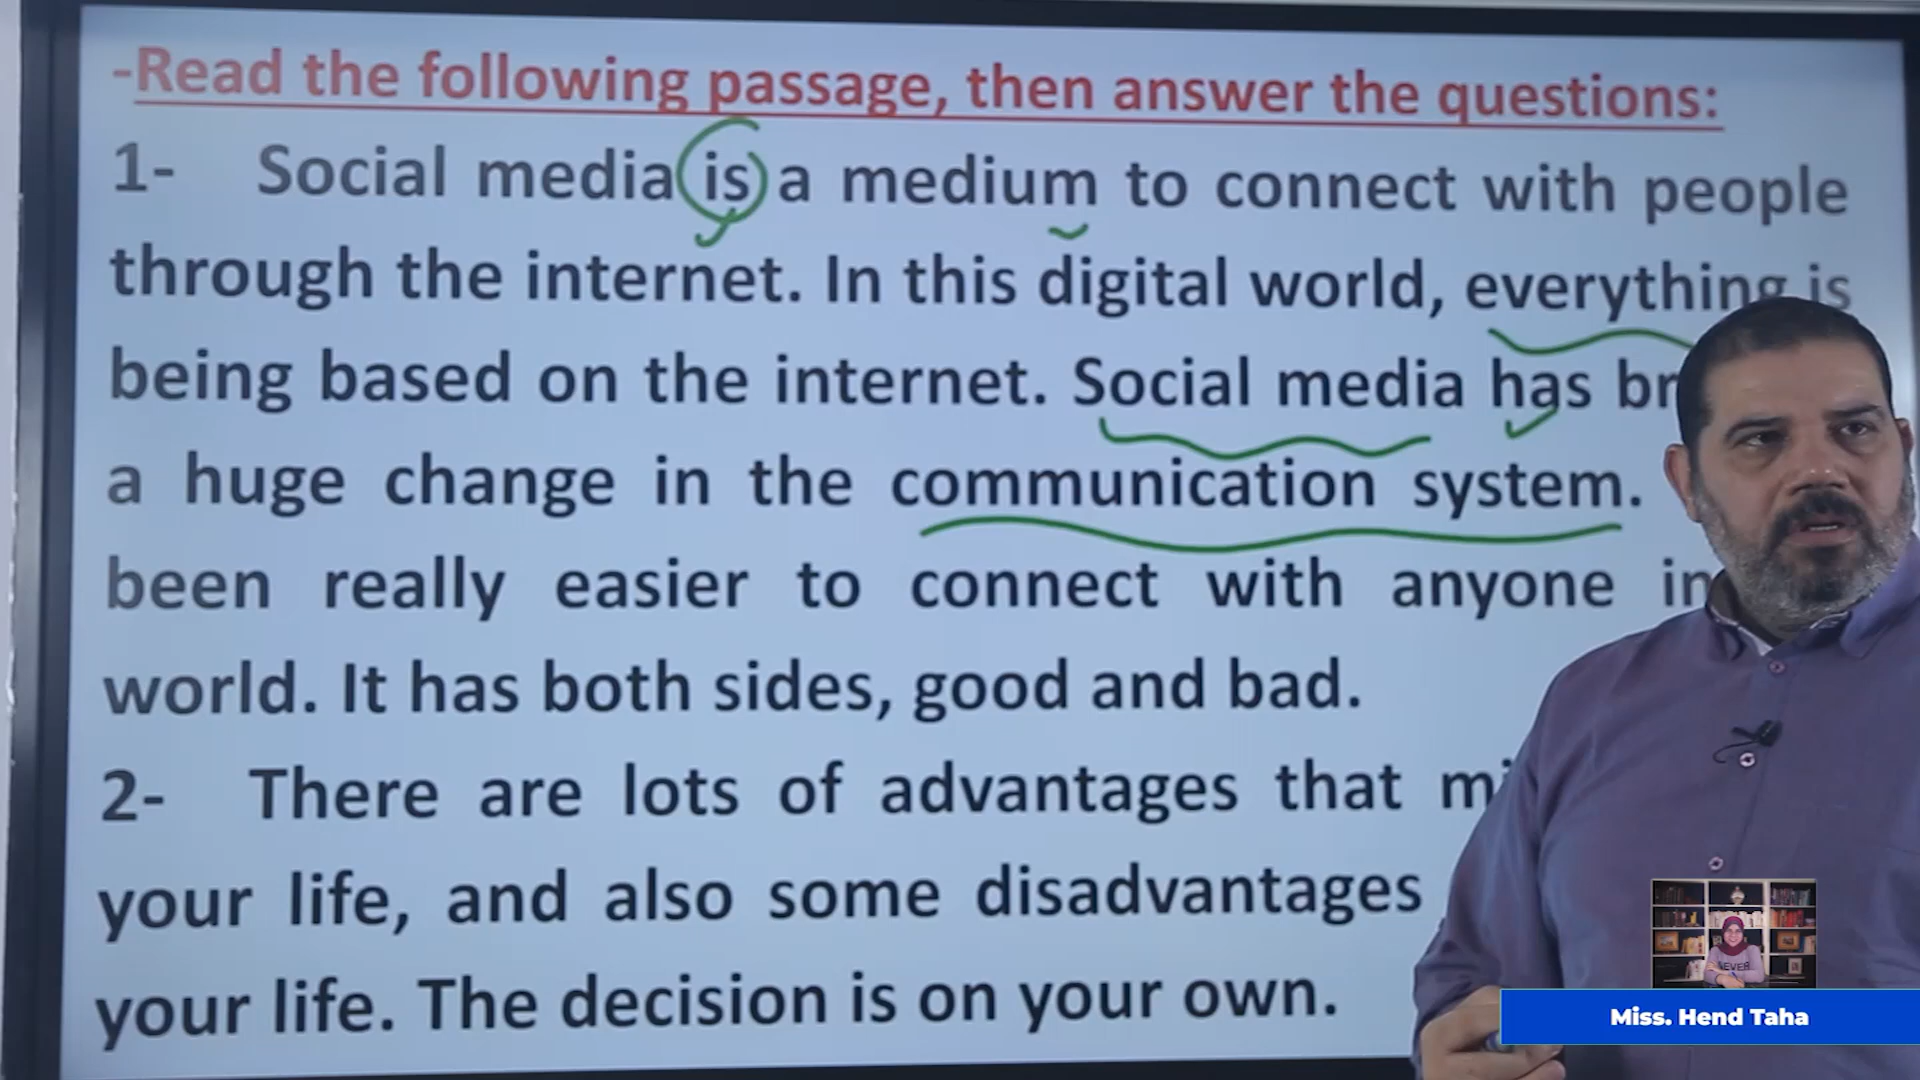 -Read the following passage, then answer the questions:
1- Social media is a medium to connect with people
through the internet. In this digital world, everything is
being based on the internet. Social media has
a huge change in the communication system.
been really easier to connect with anyone
world. It has both sides, good and bad.
2- There are lots of advantages that
your life, and also some disadvantages
your life. The decision is on your own.
Miss. Hend Taha